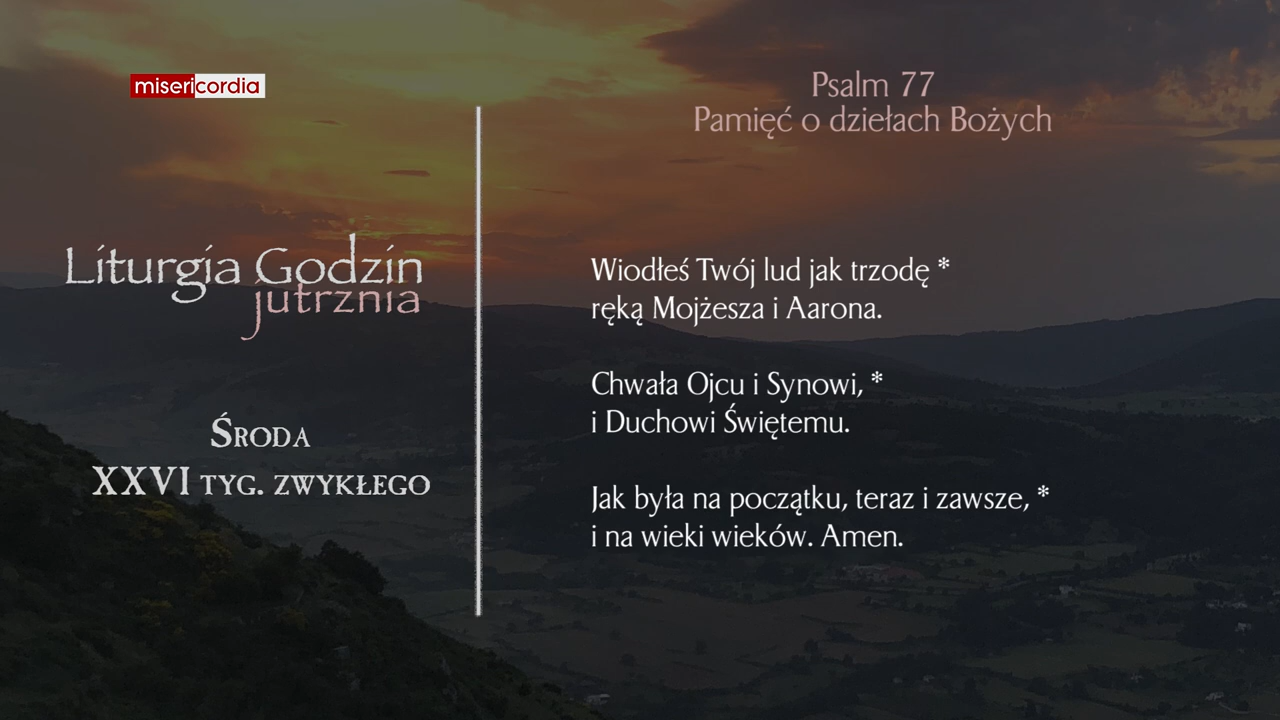 misericordia
Liturgia Godzin
jutrznia
Środa
XXVI tyg. zwykłego
Psalm 77
Pamięć o dziełach Bożych
Wiodłeś Twój lud jak trzodę *
ręką Mojżesza i Aarona.
Chwała Ojcu i Synowi, *
i Duchowi Świętemu.
Jak była na początku, teraz i zawsze, *
i na wieki wieków. Amen.